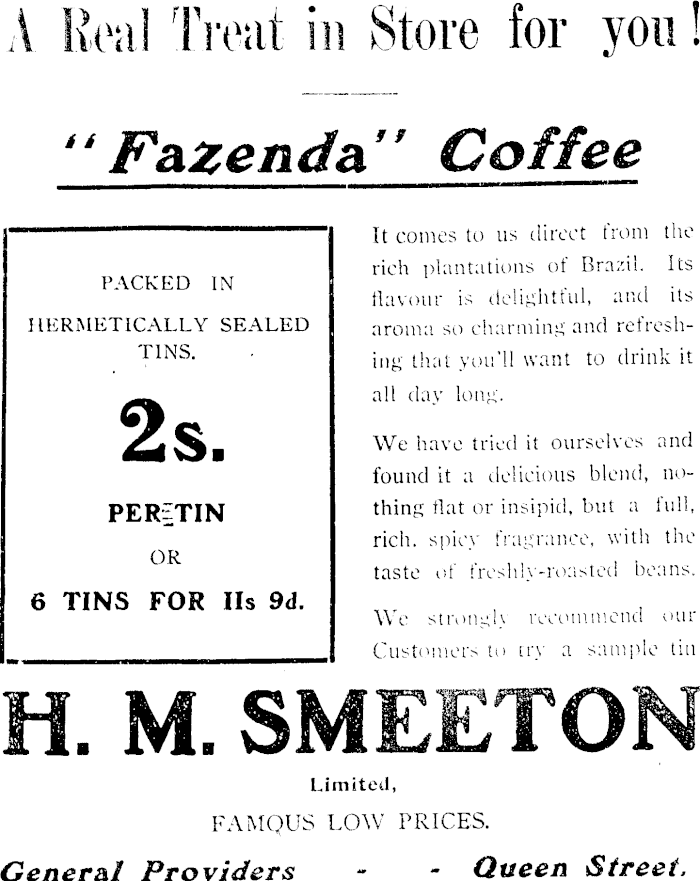 A Real Treat in Store for you!
"Fazenda" Coffee
PACKED IN
HERMETICALLY SEALED
TINS.
2s.
PER TIN
OR
6 TINS FOR IIs 9d.
It comes to us direct from the
rich plantations of Brazil. Its
flavour is delightful, and its
aroma so charming and refresh-
ing that you'll want to drink it
all day long.
We have tried it ourselves and
found it a delicious blend, no-
thing flat or insipid, but a full,
rich, spicy fragrance, with the
taste of freshly-roasted beans.
We strongly recommend our
Customers to try a sample tin
H. M. SMEETON
Limited,
FAMOUS LOW PRICES.
General Providers - - Queen Street.